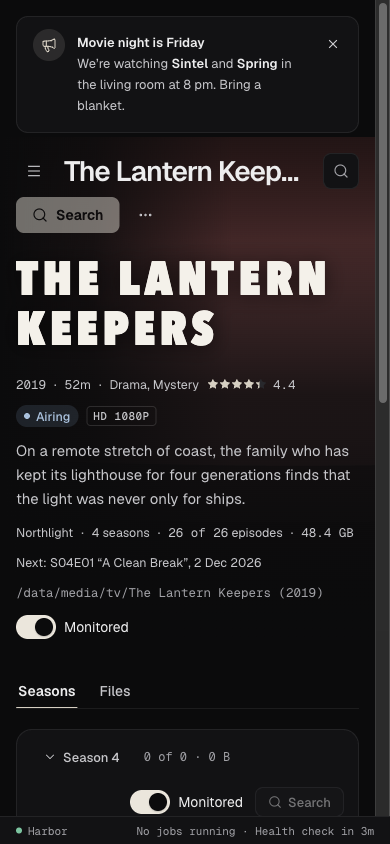 Movie night is Friday
We're watching Sintel and Spring in
the living room at 8 pm. Bring a
blanket.
The Lantern Keep...
Search
THE LANTERN
KEEPERS
2019 · 52m · Drama, Mystery 4.4
Airing HD 1080P
On a remote stretch of coast, the family who has
kept its lighthouse for four generations finds that
the light was never only for ships.
Northlight · 4 seasons · 26 of 26 episodes · 48.4 GB
Next: S04E01 “A Clean Break”, 2 Dec 2026
/data/media/tv/The Lantern Keepers (2019)
Monitored
Seasons Files
Season 4 0 of 0 · 0 B
Monitored Search
Harbor No jobs running · Health check in 3m